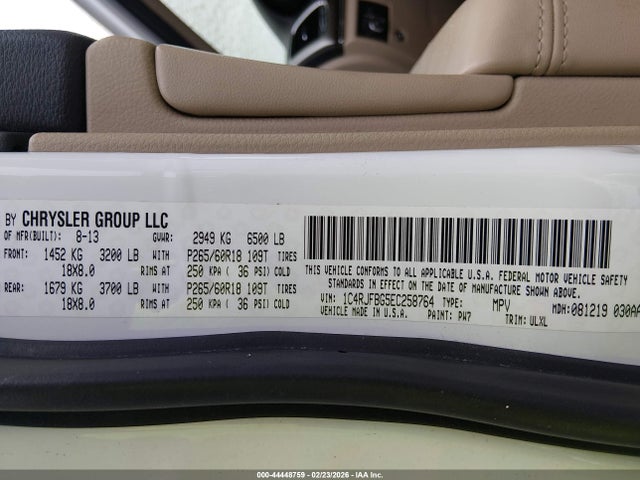 BY CHRYSLER GROUP LLC
OF MFR(BUILT): 8-13 GVWR: 2949 KG 6500 LB
FRONT: 1452 KG 3200 LB WITH P265/60R18 109T TIRES
18X8.0 RIMS AT 250 KPA ( 36 PSI) COLD
REAR: 1679 KG 3700 LB WITH P265/60R18 109T TIRES
18X8.0 RIMS AT 250 KPA ( 36 PSI) COLD
THIS VEHICLE CONFORMS TO ALL APPLICABLE U.S.A. FEDERAL MOTOR VEHICLE SAFETY
STANDARDS IN EFFECT ON THE DATE OF MANUFACTURE SHOWN ABOVE.
VIN: 1C4RJFBG5EC258764 TYPE: MPV MDH: 081219 030AA
VEHICLE MADE IN U.S.A. PAINT: PW7 TRIM: ULXL
000-44448759 | 02/23/2026 | IAA Inc.